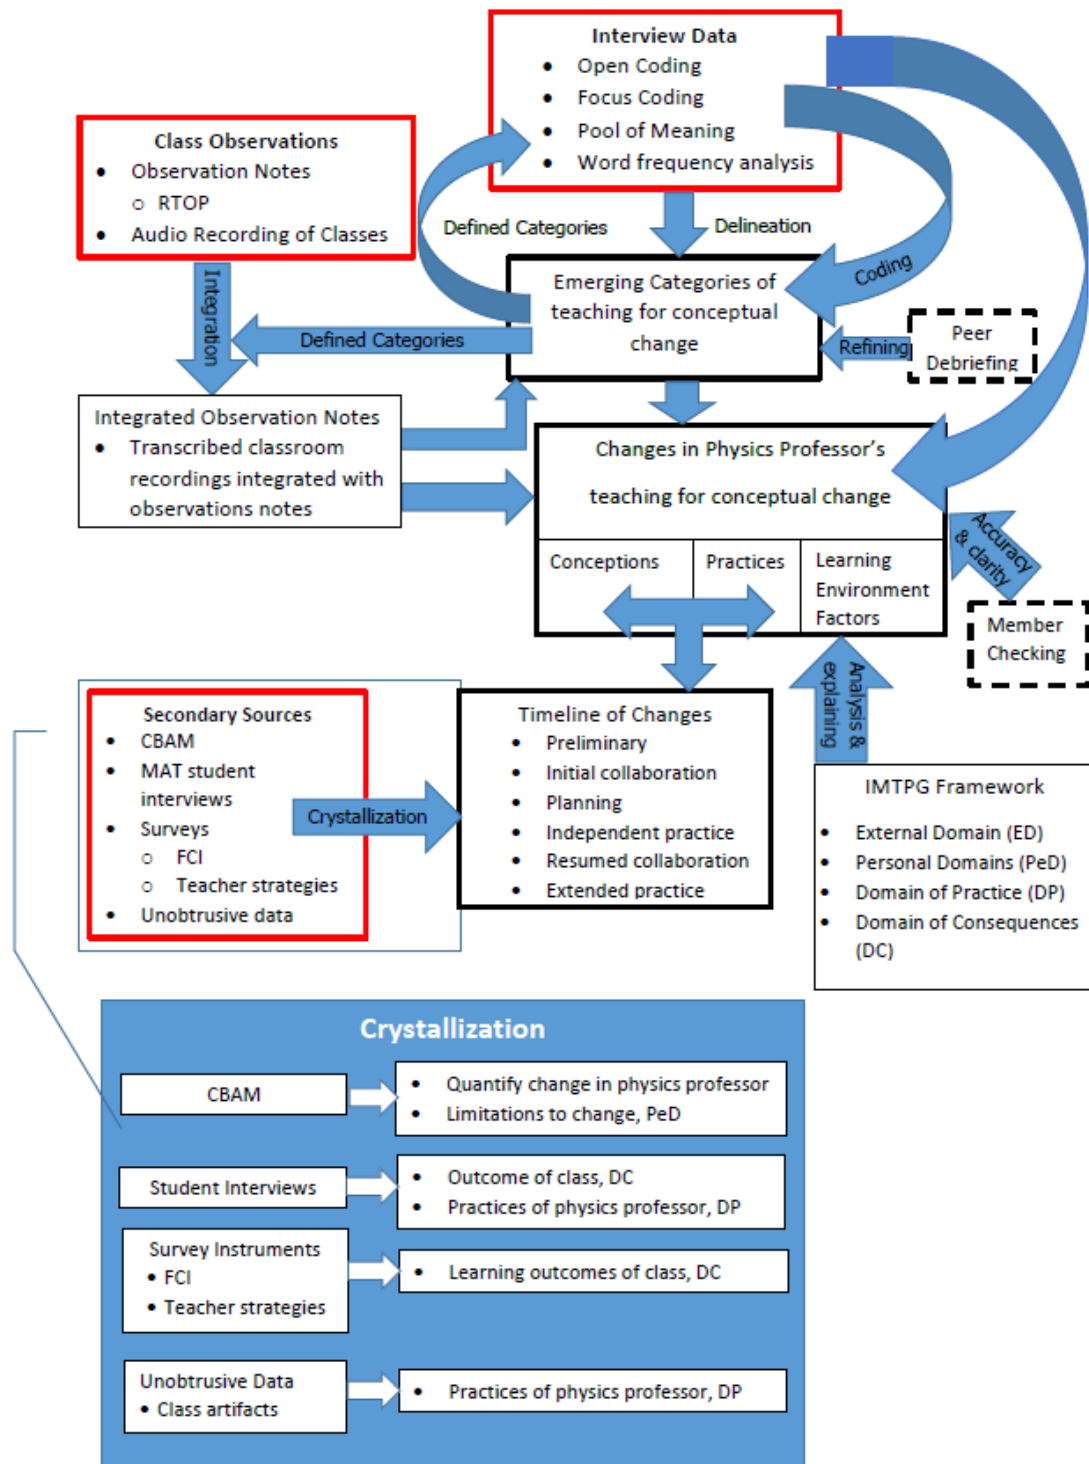 Interview Data
• Open Coding
• Focus Coding
• Pool of Meaning
• Word frequency analysis
Class Observations
• Observation Notes
o RTOP
• Audio Recording of Classes
Defined Categories
Delineation
Coding
Integration
Emerging Categories of
teaching for conceptual
change
Defined Categories
Refining
Peer
Debriefing
Integrated Observation Notes
• Transcribed classroom
recordings integrated with
observations notes
Changes in Physics Professor's
teaching for conceptual change
Conceptions
Practices
Learning
Environment
Factors
Accuracy
& clarity
Member
Checking
Analysis &
explaining
Secondary Sources
• CBAM
• MAT student
interviews
• Surveys
o FCI
o Teacher strategies
• Unobtrusive data
Crystallization
Timeline of Changes
• Preliminary
• Initial collaboration
• Planning
• Independent practice
• Resumed collaboration
• Extended practice
IMTPG Framework
• External Domain (ED)
• Personal Domains (PeD)
• Domain of Practice (DP)
• Domain of Consequences
(DC)
Crystallization
CBAM
• Quantify change in physics professor
• Limitations to change, PeD
Student Interviews
• Outcome of class, DC
• Practices of physics professor, DP
Survey Instruments
• FCI
• Teacher strategies
• Learning outcomes of class, DC
Unobtrusive Data
• Class artifacts
• Practices of physics professor, DP